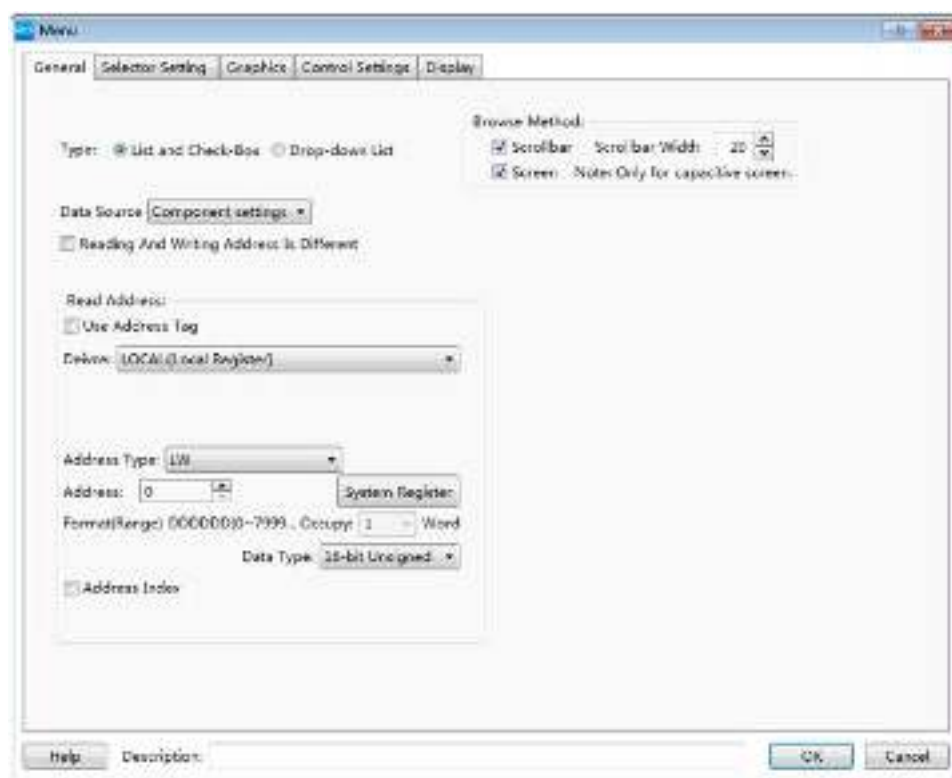 Menu
General Selector Setting Graphics Control Settings Display
Browse Method:
Type: List and Check-Box Drop-down List
Scrollbar Scroll bar Width 20
Screen Note: Only for capacitive screen.
Data Source Component settings
Reading And Writing Address Is Different
Read Address:
Use Address Tag
LOCAL:(Local Register)
Address Type: LW
Address: 0 System Register
Format(Range): DDDDDD(0~7999... Occupy: 1 Word
Data Type: 16-bit Unsigned
Address Index
Help Description: OK Cancel